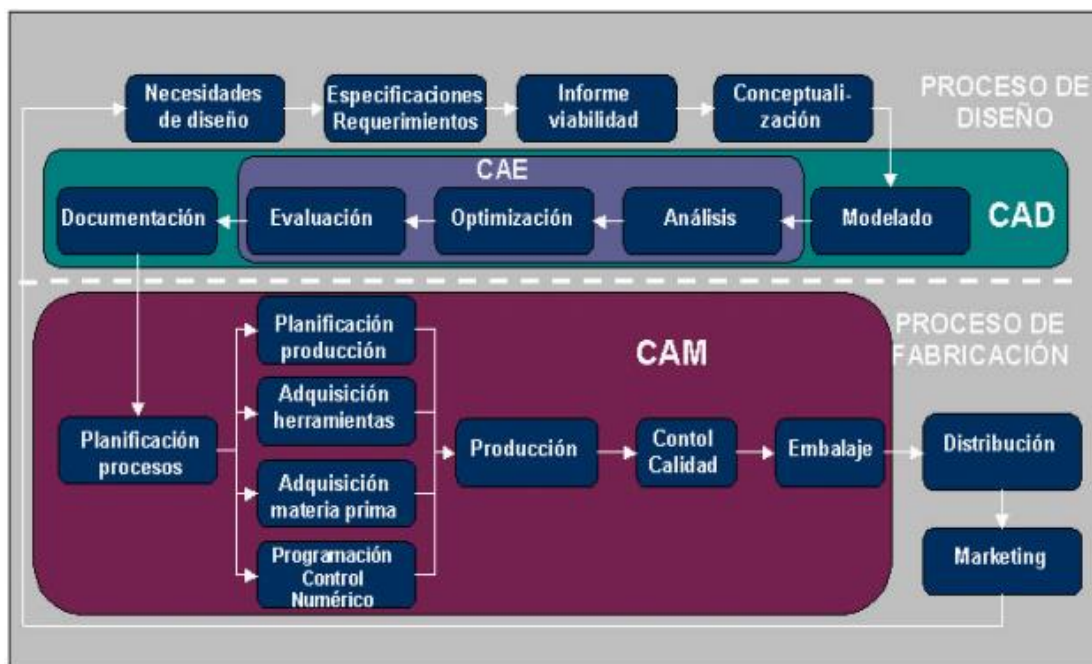 Necesidades
de diseño
Especificaciones
Requerimientos
Informe
viabilidad
Conceptuali-
zación
PROCESO DE
DISEÑO
CAE
Documentación
Evaluación
Optimización
Análisis
Modelado
CAD
PROCESO DE
FABRICACIÓN
CAM
Planificación
procesos
Planificación
producción
Adquisición
herramientas
Adquisición
materia prima
Programación
Control
Numérico
Producción
Contol
Calidad
Embalaje
Distribución
Marketing